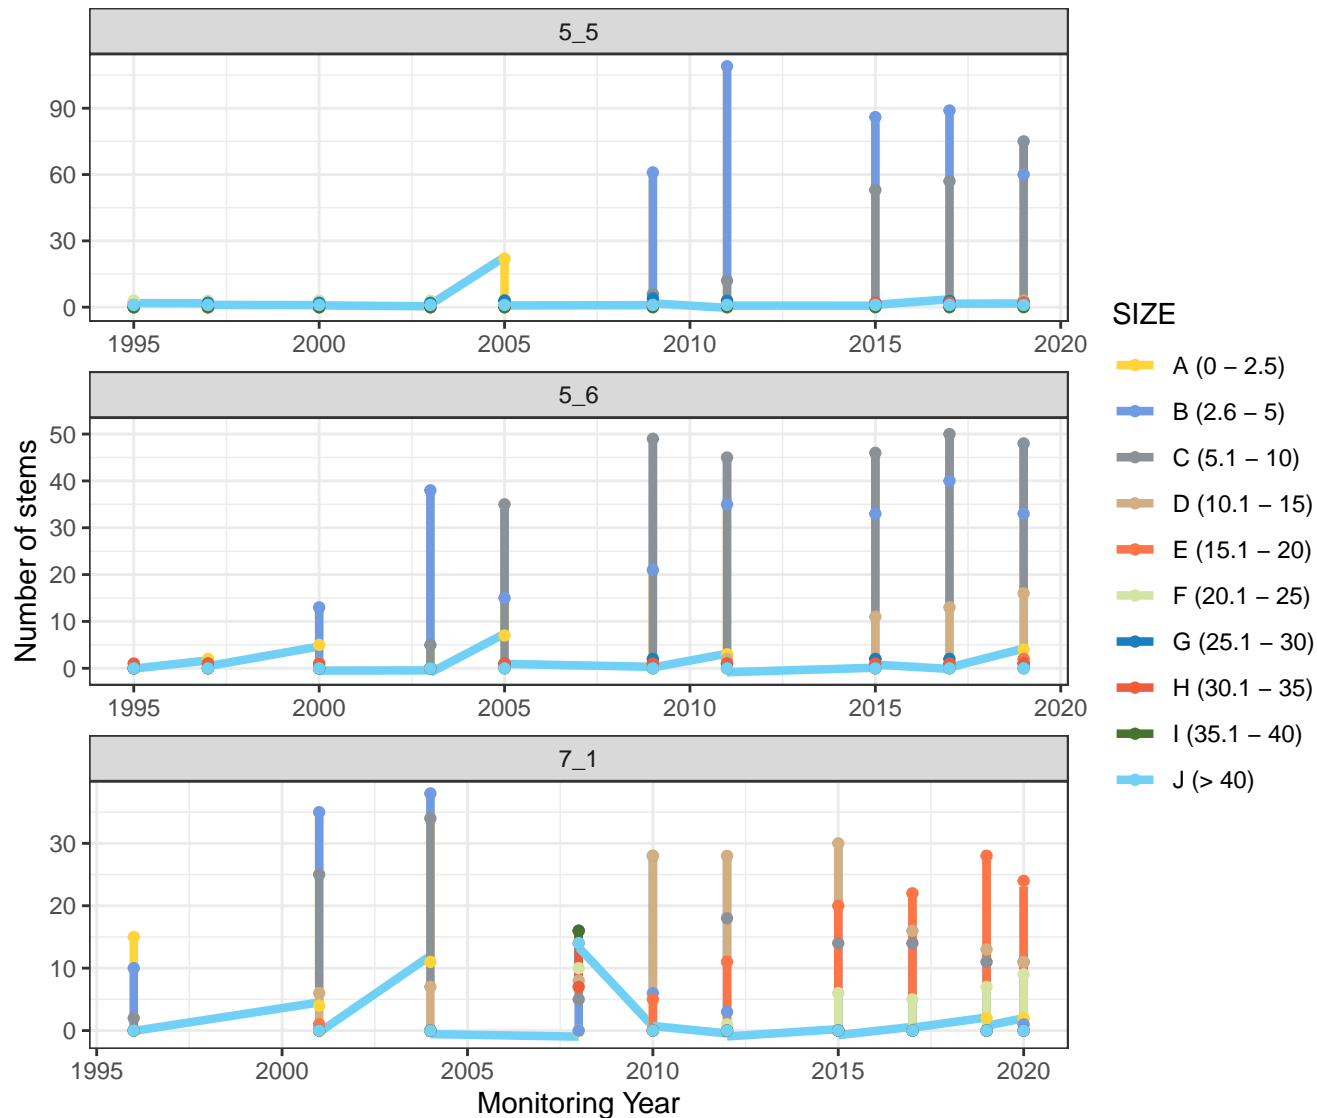 5_5
90
60
30
0
1995 2000 2005 2010 2015 2020
5_6
50
40
30
20
10
0
1995 2000 2005 2010 2015 2020
7_1
30
20
10
0
1995 2000 2005 2010 2015 2020
Number of stems
Monitoring Year
SIZE
A (0 − 2.5)
B (2.6 − 5)
C (5.1 − 10)
D (10.1 − 15)
E (15.1 − 20)
F (20.1 − 25)
G (25.1 − 30)
H (30.1 − 35)
I (35.1 − 40)
J (> 40)